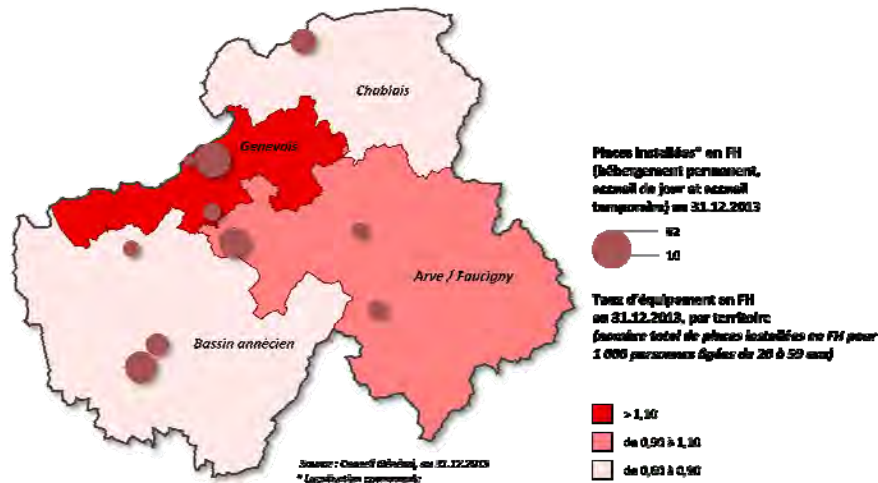 Chablais
Genevois
Arve / Faucigny
Bassin annécien
Places installées* en FH
(hébergement permanent,
accueil de jour et accueil
temporaire) au 31.12.2013
10
Taux d'équipement en FH
au 31.12.2013, par territoire
(nombre total de places installées en FH pour
1 000 personnes âgées de 20 à 59 ans)
> 1,10
de 0,90 à 1,10
de 0,60 à 0,90
Source : Conseil Général, au 31.12.2013
* Localisation communale